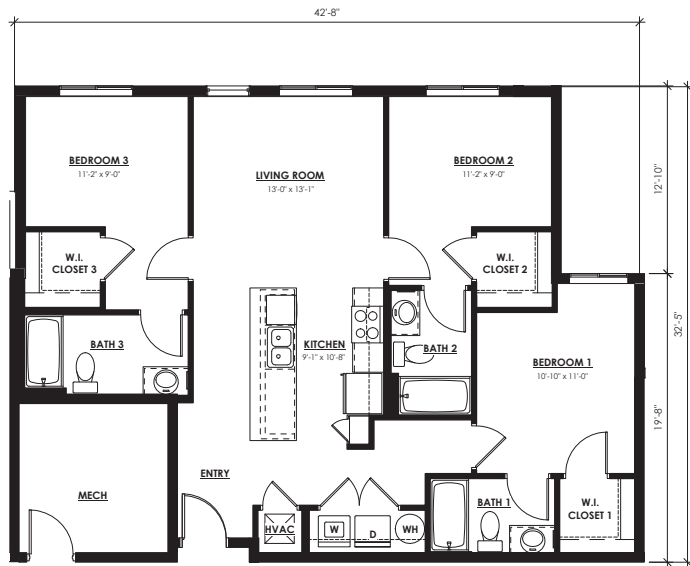 42'-8"
BEDROOM 3
11'-2" x 9'-0"
LIVING ROOM
13'-0" x 13'-1"
BEDROOM 2
11'-2" x 9'-0"
12'-10"
W.I.
CLOSET 3
W.I.
CLOSET 2
32'-5"
BATH 3
KITCHEN
9'-1" x 10'-8"
BATH 2
BEDROOM 1
10'-10" x 11'-0"
19'-8"
ENTRY
MECH
HVAC
W
D
WH
BATH 1
W.I.
CLOSET 1